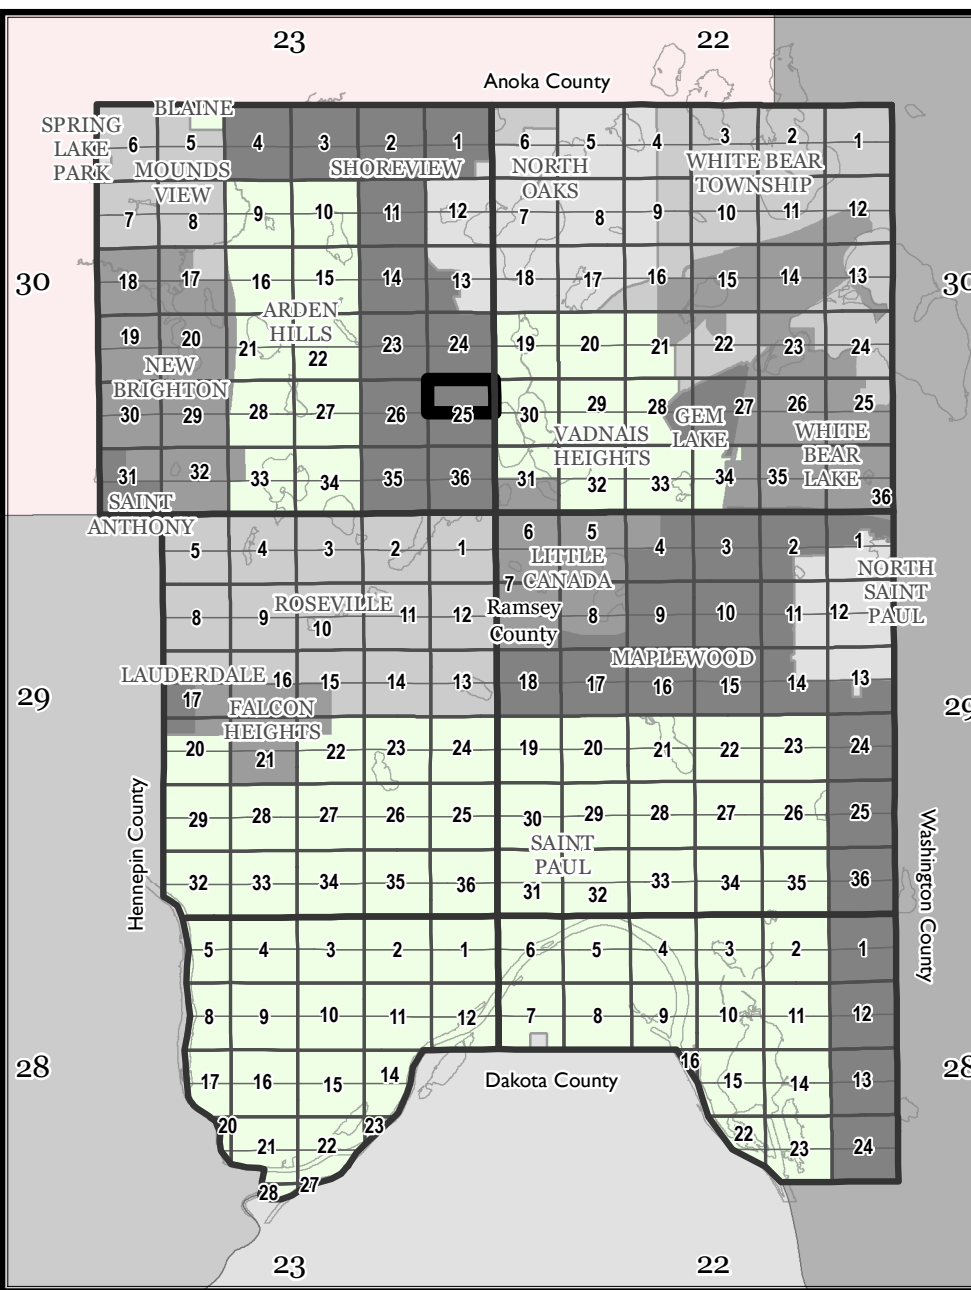 23 22
Anoka County
BLAINE
SPRING
LAKE
PARK
6 5 4 3 2 1 6 5 4 3 2 1
MOUNDS
VIEW
SHOREVIEW
NORTH
OAKS
WHITE BEAR
TOWNSHIP
7 8 9 10 11 12 7 8 9 10 11 12
30 18 17 16 15 14 13 18 17 16 15 14 13 30
ARDEN
HILLS
19 20 21 22 23 24 19 20 21 22 23 24
NEW
BRIGHTON
30 29 28 27 26 25 30 29 28 27 26 25
GEM
LAKE
VADNAIS
HEIGHTS
WHITE
BEAR
LAKE
31 32 33 34 35 36 31 32 33 34 35 36
SAINT
ANTHONY
5 4 3 2 1 6 5 4 3 2 1
LITTLE
CANADA
NORTH
SAINT
PAUL
8 9 10 11 12 7 8 9 10 11 12
ROSEVILLE
Ramsey
County
MAPLEWOOD
LAUDERDALE
29 17 16 15 14 13 18 17 16 15 14 13 29
FALCON
HEIGHTS
20 21 22 23 24 19 20 21 22 23 24
Hennepin County
29 28 27 26 25 30 29 28 27 26 25
Washington County
SAINT
PAUL
32 33 34 35 36 31 32 33 34 35 36
5 4 3 2 1 6 5 4 3 2 1
8 9 10 11 12 7 8 9 10 11 12
28 17 16 15 14 16 15 14 13 28
Dakota County
20 21 22 23 22 23 24
28 27
23 22